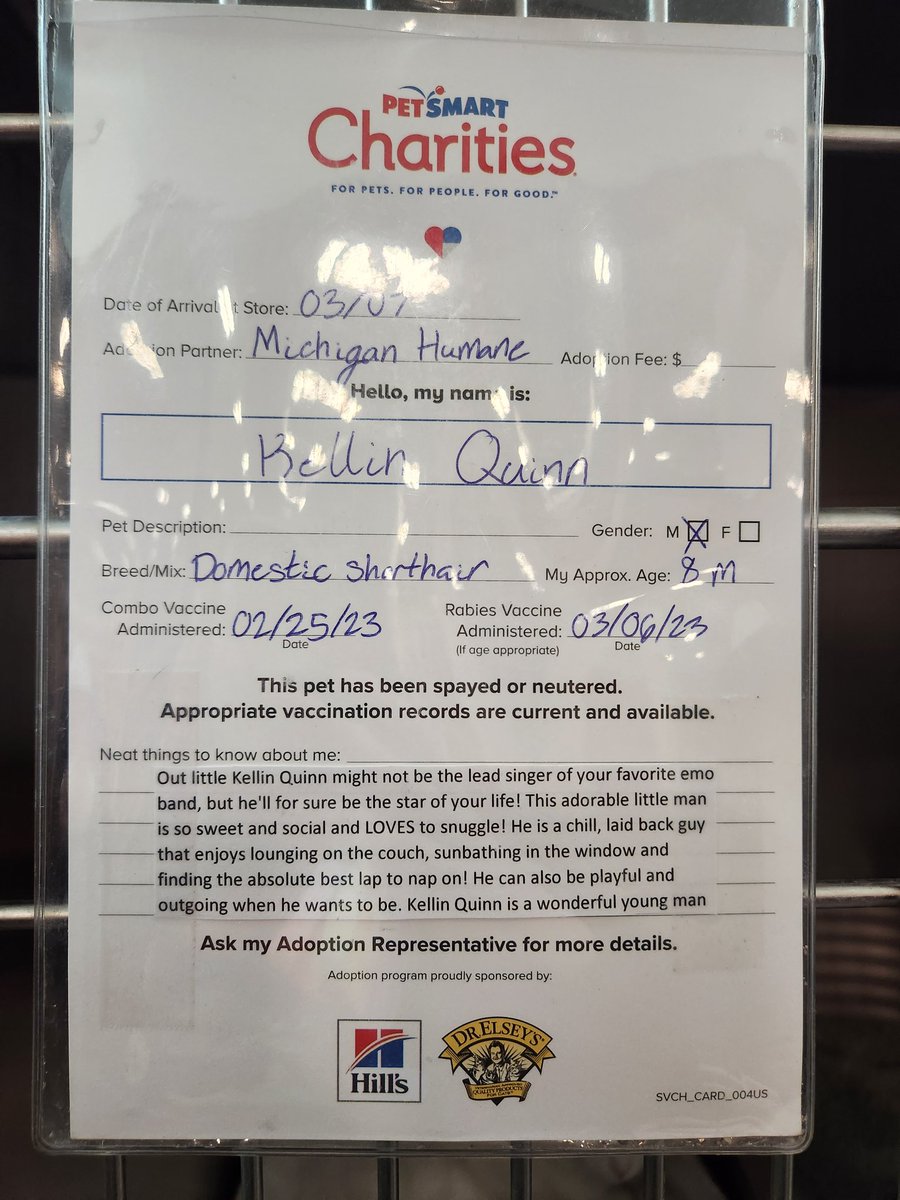 PETSMART
Charities
FOR PETS. FOR PEOPLE. FOR GOOD.™
Date of Arrival t Store: 03/07
Adoption Partner: Michigan Humane Adoption Fee: $
Hello, my name is:
Kellin Quinn
Pet Description: Gender: M F
Breed/Mix: Domestic shorthair My Approx. Age: 8 m
Combo Vaccine Rabies Vaccine
Administered: 02/25/23 Administered: 03/06/23
Date (If age appropriate) Date
This pet has been spayed or neutered.
Appropriate vaccination records are current and available.
Neat things to know about me:
Out little Kellin Quinn might not be the lead singer of your favorite emo
band, but he'll for sure be the star of your life! This adorable little man
is so sweet and social and LOVES to snuggle! He is a chill, laid back guy
that enjoys lounging on the couch, sunbathing in the window and
finding the absolute best lap to nap on! He can also be playful and
outgoing when he wants to be. Kellin Quinn is a wonderful young man
Ask my Adoption Representative for more details.
Adoption program proudly sponsored by:
Hill's
DR ELSEY'S
QUALITY PRODUCTS
FOR CATS
SVCH_CARD_004US